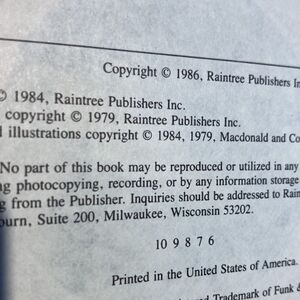 Copyright © 1986, Raintree Publishers In
© 1984, Raintree Publishers Inc.
copyright © 1979, Raintree Publishers Inc.
l illustrations copyright © 1984, 1979, Macdonald and Co
No part of this book may be reproduced or utilized in any
ng photocopying, recording, or by any information storage
g from the Publisher. Inquiries should be addressed to Rain
ourn, Suite 200, Milwaukee, Wisconsin 53202.
10 9 8 7 6
Printed in the United States of America.
Trademark of Funk &